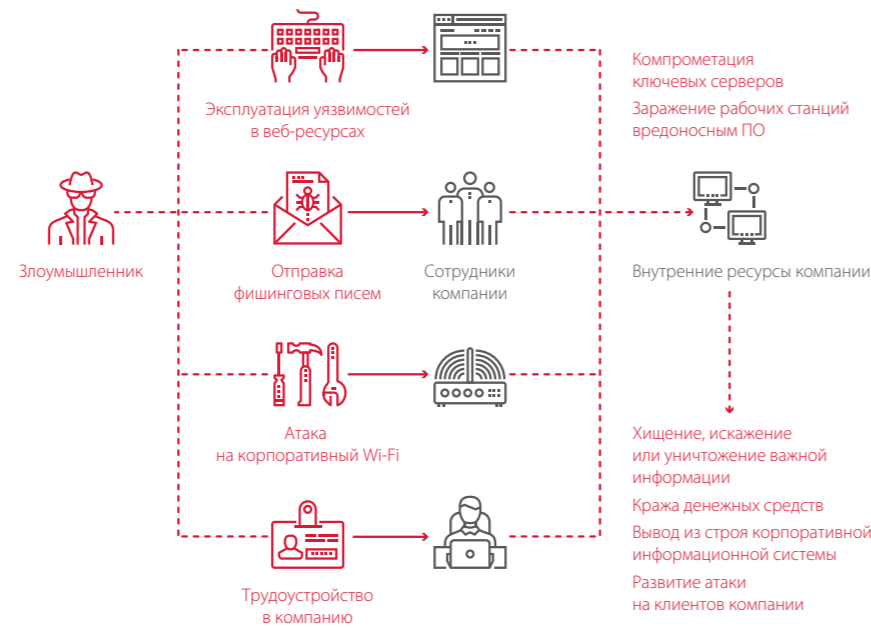 Эксплуатация уязвимостей
в веб-ресурсах
Компрометация
ключевых серверов
Заражение рабочих станций
вредоносным ПО
Злоумышленник
Отправка
фишинговых писем
Сотрудники
компании
Внутренние ресурсы компании
Атака
на корпоративный Wi-Fi
Хищение, искажение
или уничтожение важной
информации
Кража денежных средств
Вывод из строя корпоративной
информационной системы
Развитие атаки
на клиентов компании
Трудоустройство
в компанию